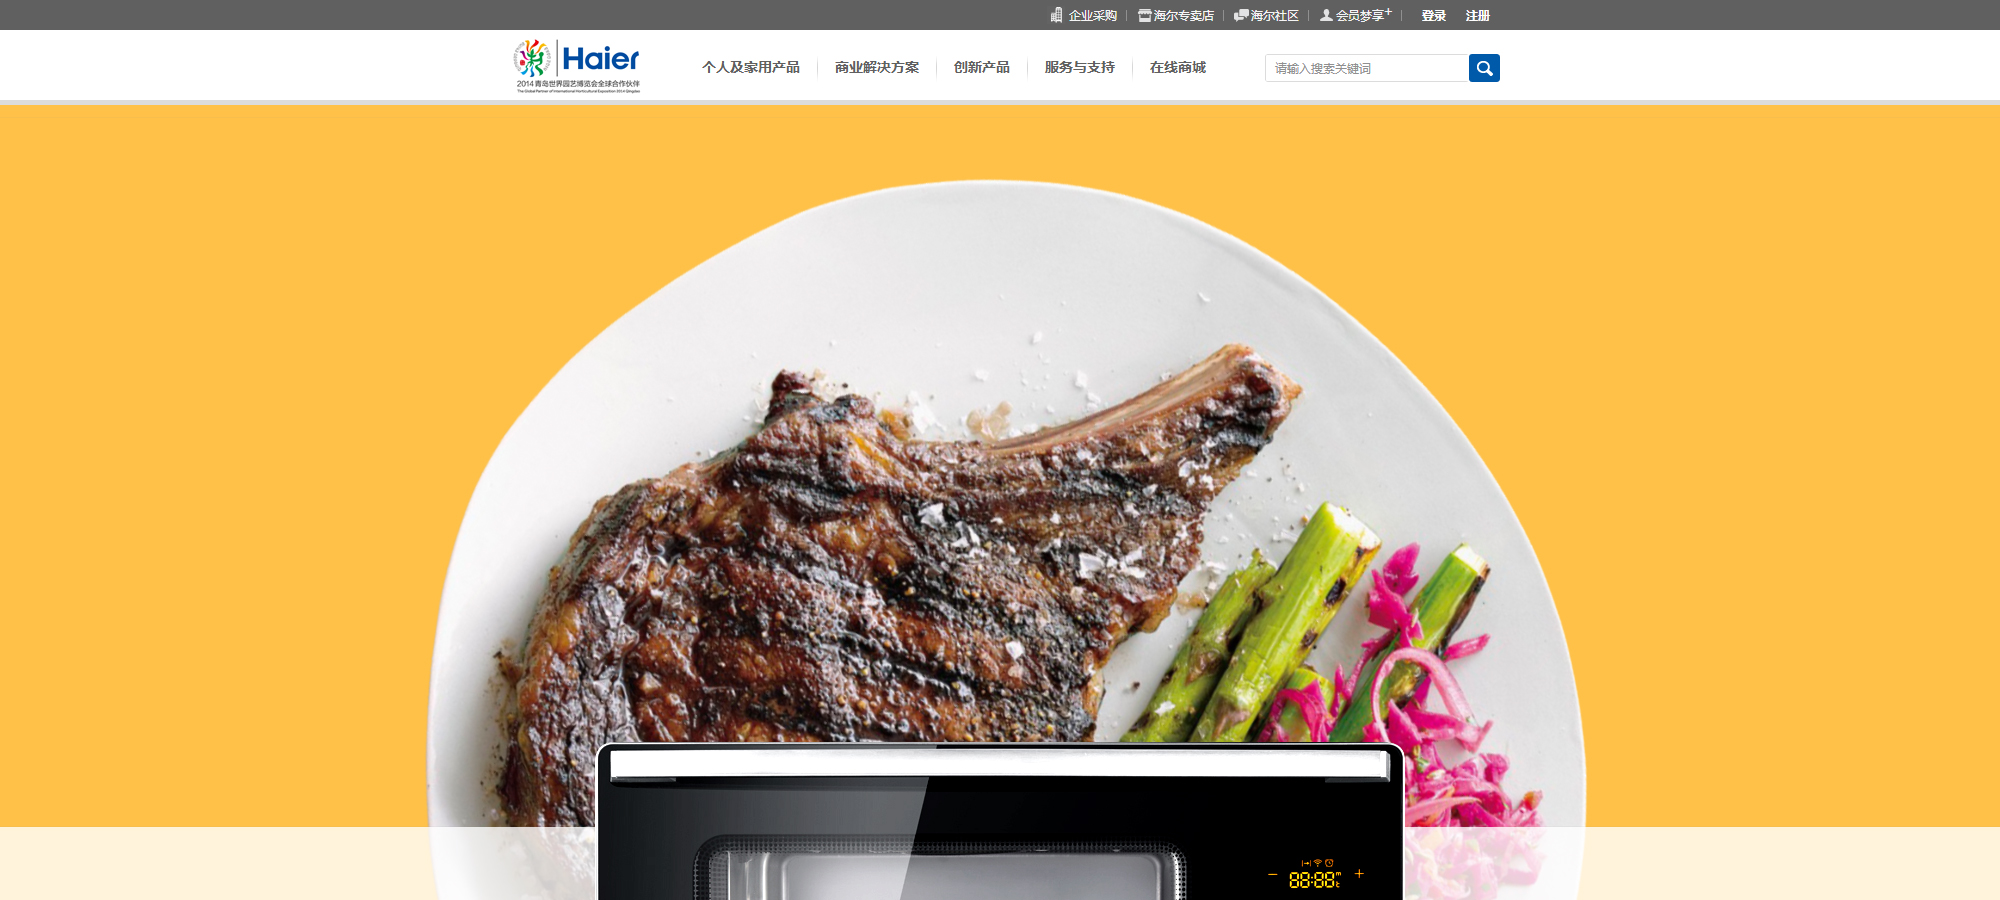 企业采购
海尔专卖店
海尔社区
会员梦享+
登录
注册
Haier
2014青岛世界园艺博览会全球合作伙伴
The Global Partner of International Horticultural Exposition 2014 Qingdao
个人及家用产品
商业解决方案
创新产品
服务与支持
在线商城
请输入搜索关键词
88:88